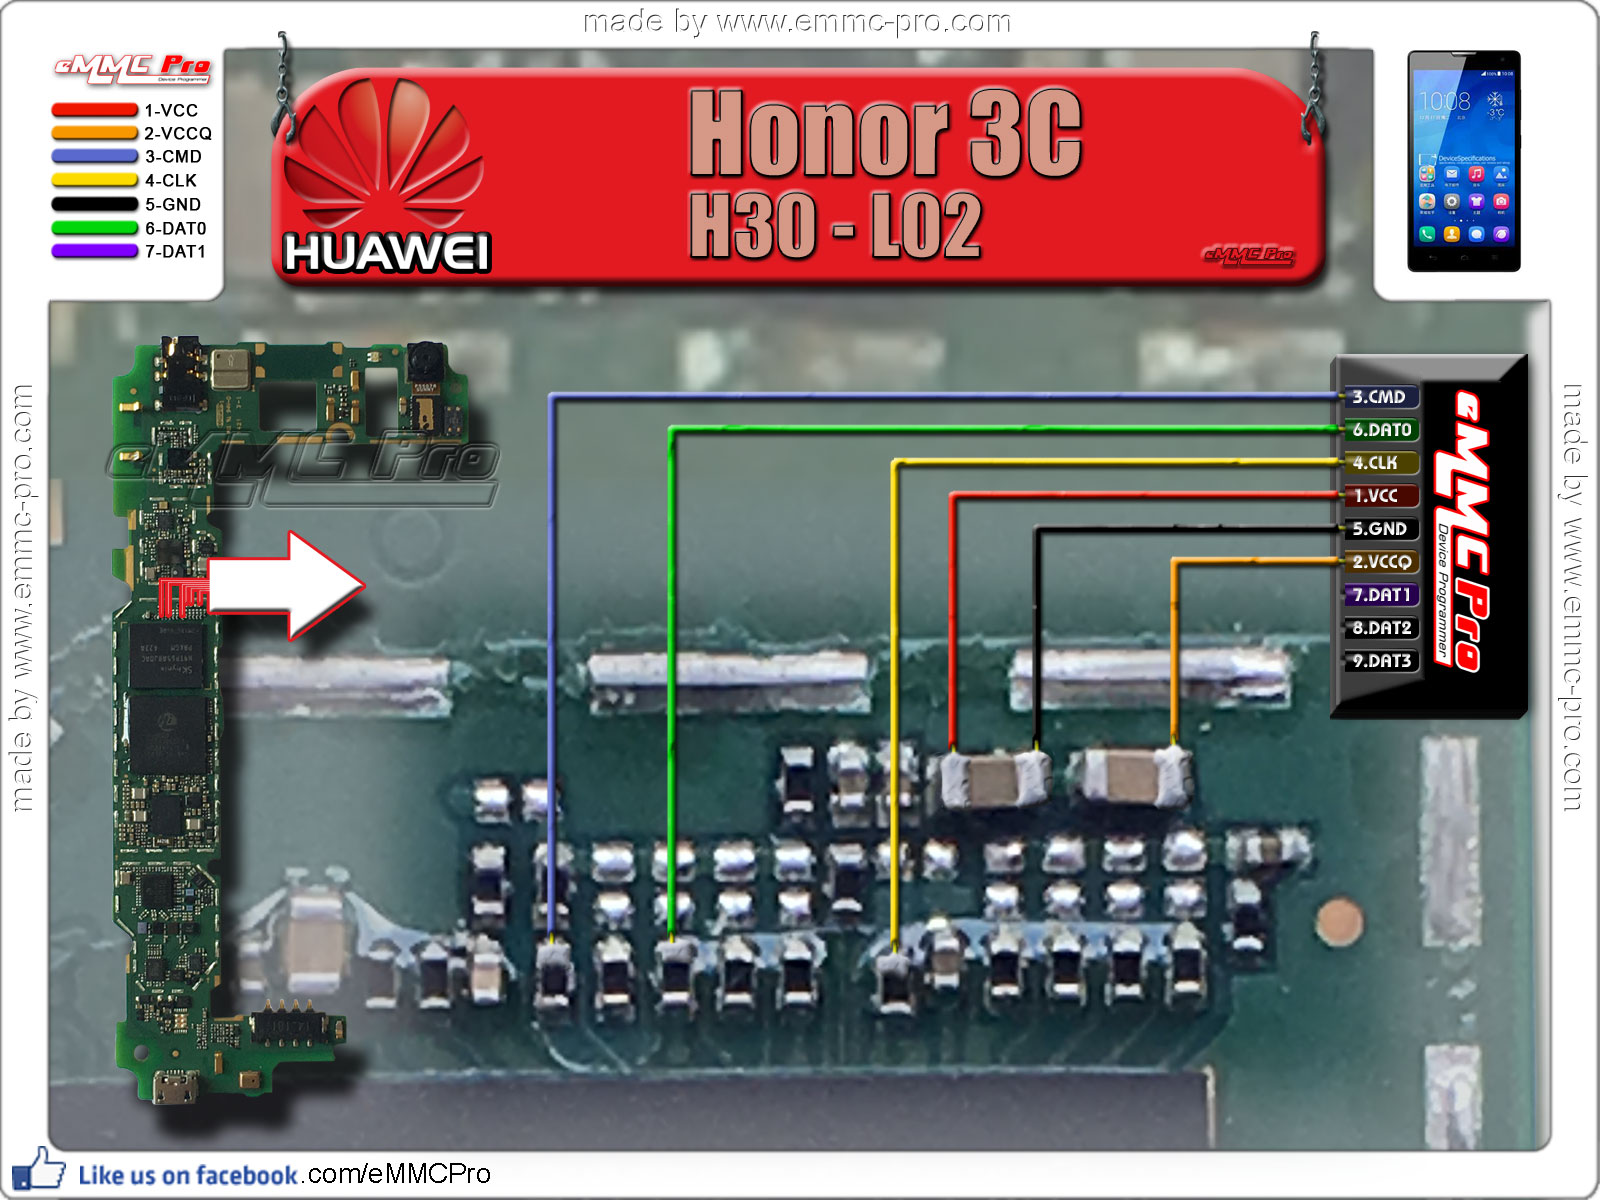 made by www.emmc-pro.com
eMMC Pro
Device Programmer
1-VCC
2-VCCQ
3-CMD
4-CLK
5-GND
6-DAT0
7-DAT1
HUAWEI
Honor 3C
H30 - L02
eMMC Pro
10:08
DeviceSpecifications
made by www.emmc-pro.com
eMMC Pro
3.CMD
6.DAT0
4.CLK
1.VCC
5.GND
2.VCCQ
7.DAT1
8.DAT2
9.DAT3
eMMC Pro
Device Programmer
made by www.emmc-pro.com
Like us on facebook.com/eMMCPro